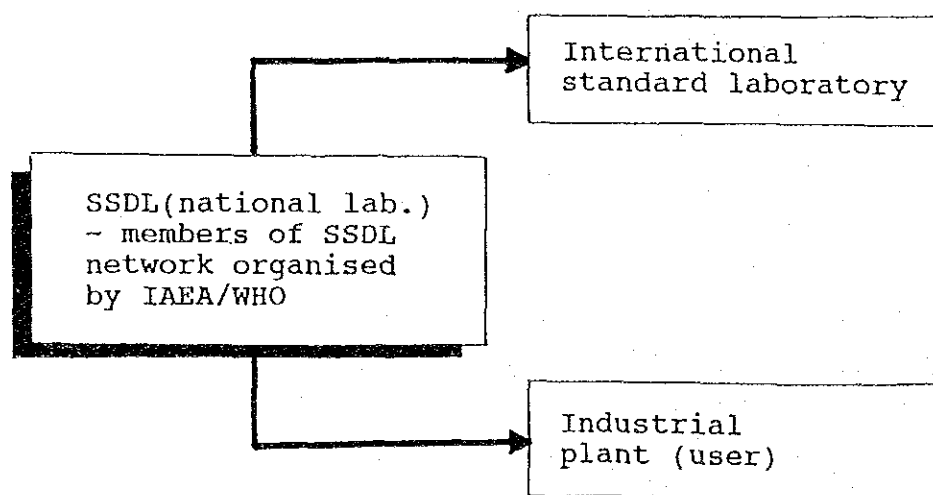 International
standard laboratory
SSDL(national lab.)
- members of SSDL
network organised
by IAEA/WHO
Industrial
plant (user)